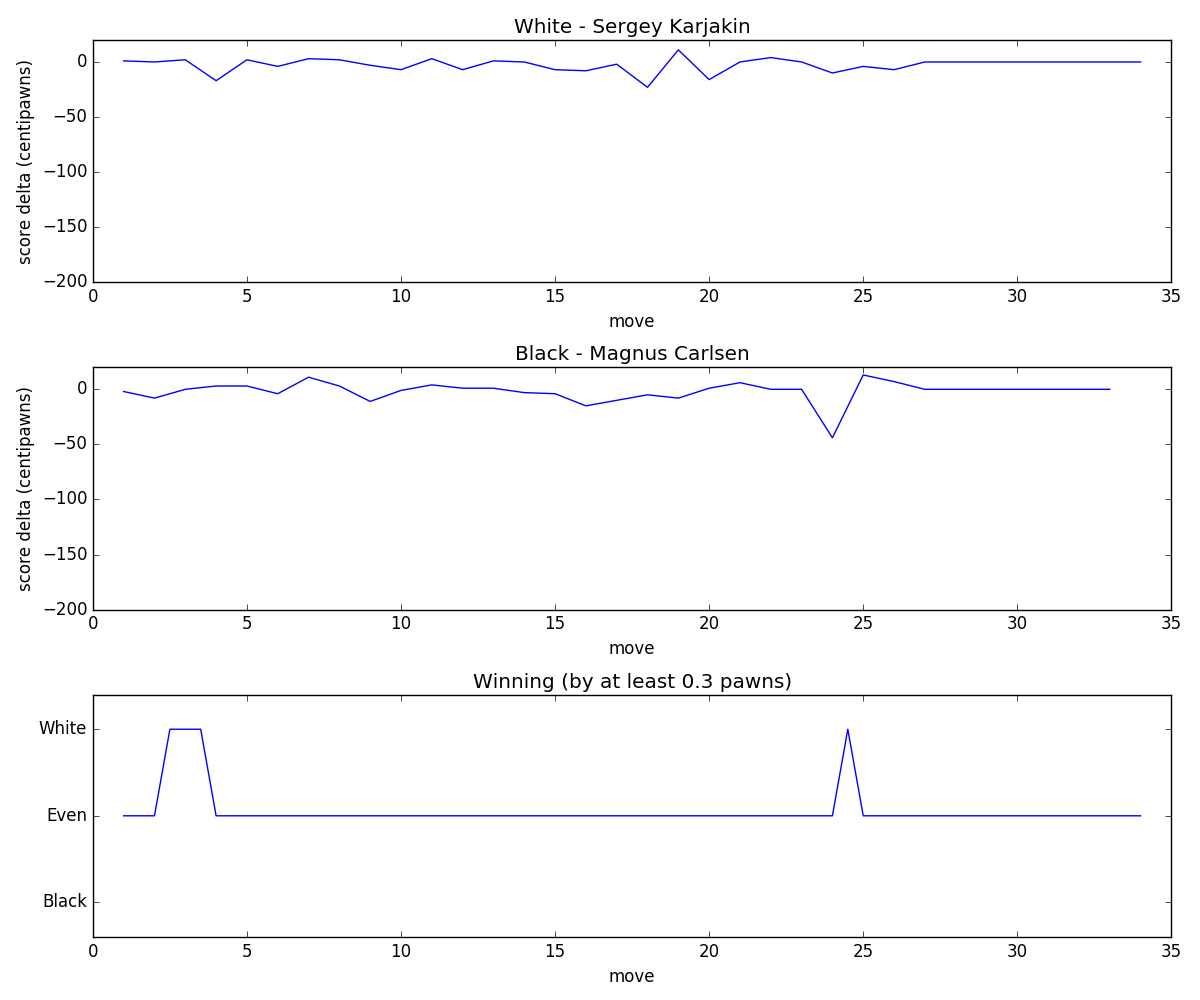 White - Sergey Karjakin
score delta (centipawns)
0
−50
−100
−150
−200
0 5 10 15 20 25 30 35
move
Black - Magnus Carlsen
score delta (centipawns)
0
−50
−100
−150
−200
0 5 10 15 20 25 30 35
move
Winning (by at least 0.3 pawns)
White
Even
Black
0 5 10 15 20 25 30 35
move